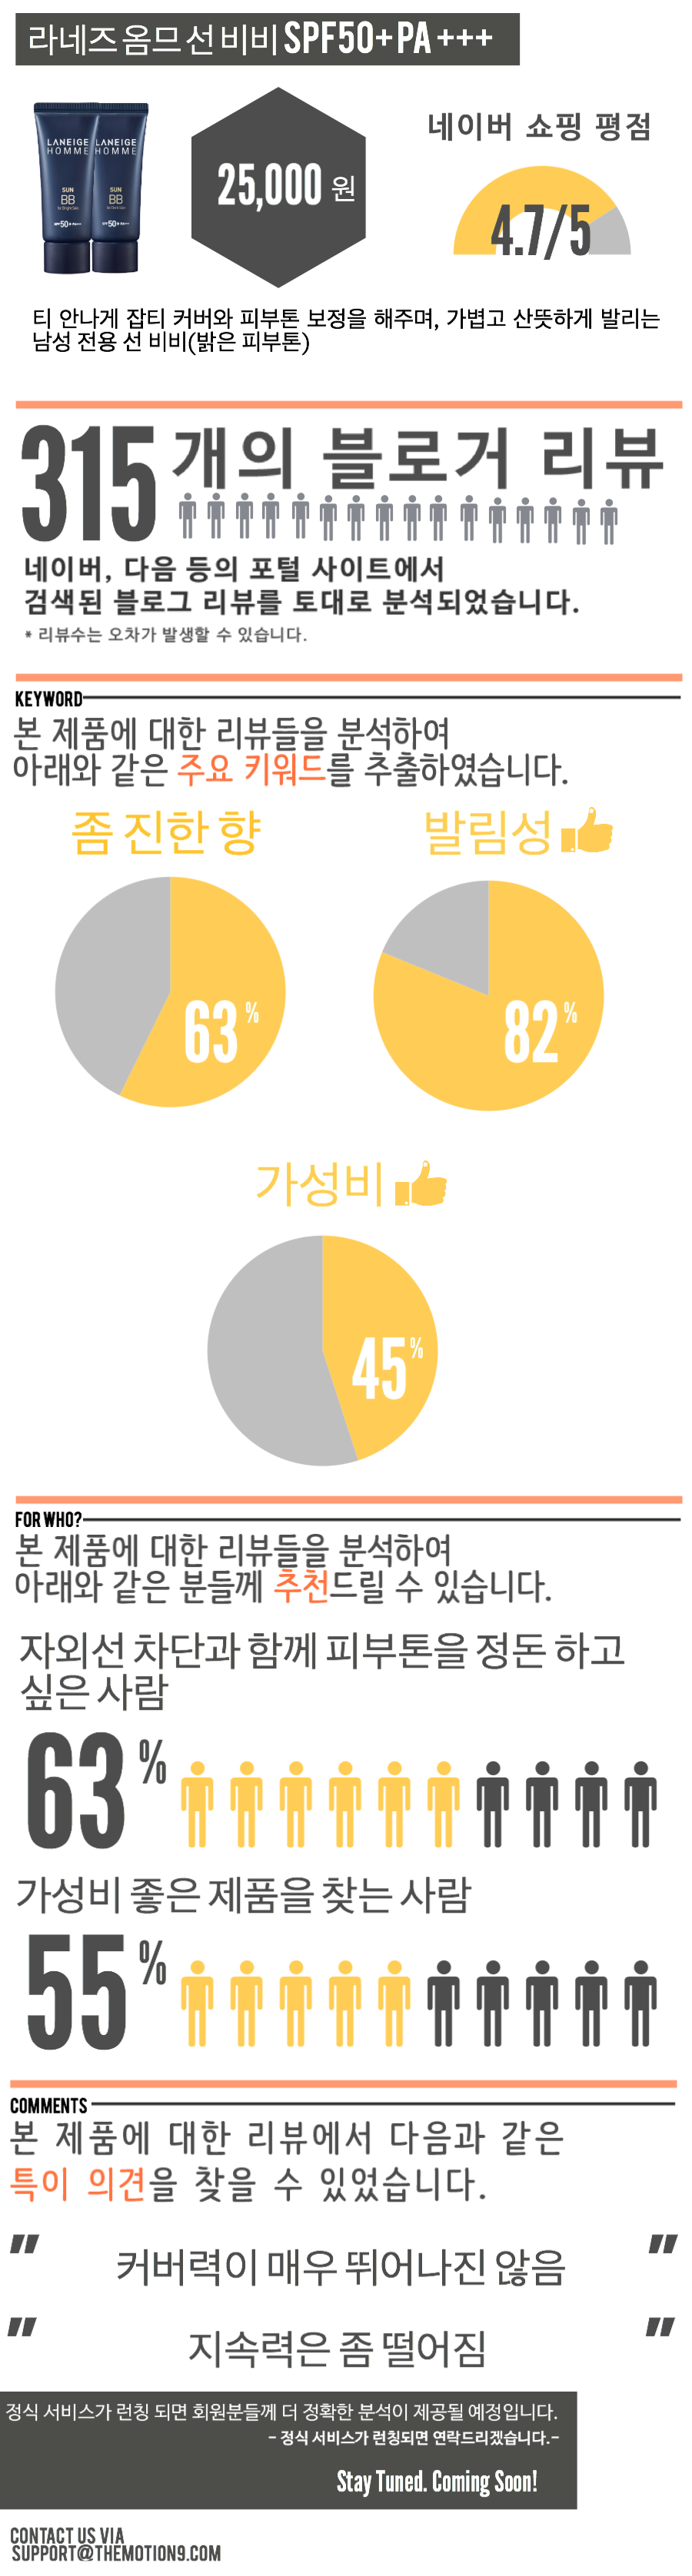 라네즈 옴므 선 비비 SPF50+ PA +++
LANEIGE LANEIGE
HOMME HOMME
SUN SUN
BB BB
네이버 쇼핑 평점
25,000 원
4.7/5
티 안나게 잡티 커버와 피부톤 보정을 해주며, 가볍고 산뜻하게 발리는
남성 전용 선 비비(밝은 피부톤)
315 개의 블로거 리뷰
네이버, 다음 등의 포털 사이트에서
검색된 블로그 리뷰를 토대로 분석되었습니다.
* 리뷰수는 오차가 발생할 수 있습니다.
KEYWORD
본 제품에 대한 리뷰들을 분석하여
아래와 같은 주요 키워드를 추출하였습니다.
좀 진한 향
발림성
63%
82%
가성비
45%
FOR WHO?
본 제품에 대한 리뷰들을 분석하여
아래와 같은 분들께 추천드릴 수 있습니다.
자외선 차단과 함께 피부톤을 정돈 하고
싶은 사람
63%
가성비 좋은 제품을 찾는 사람
55%
COMMENTS
본 제품에 대한 리뷰에서 다음과 같은
특이 의견을 찾을 수 있었습니다.
" 커버력이 매우 뛰어나진 않음 "
" 지속력은 좀 떨어짐 "
정식 서비스가 런칭 되면 회원분들께 더 정확한 분석이 제공될 예정입니다.
- 정식 서비스가 런칭되면 연락드리겠습니다.-
Stay Tuned. Coming Soon!
CONTACT US VIA
SUPPORT@THEMOTION9.COM